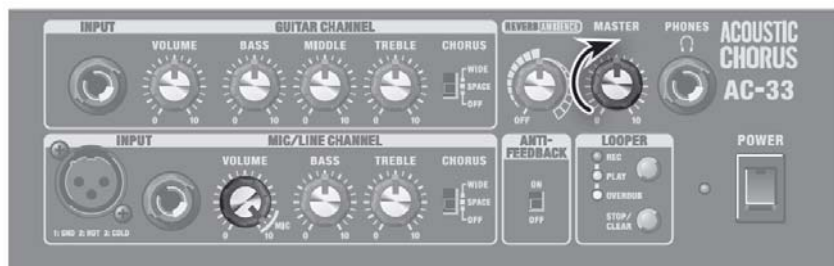 INPUT
GUITAR CHANNEL
VOLUME BASS MIDDLE TREBLE CHORUS
WIDE
SPACE
OFF
0 10 0 10 0 10 0 10
REVERB AMBIENCE
OFF
MASTER
0 10
PHONES
ACOUSTIC
CHORUS
AC-33
INPUT
MIC/LINE CHANNEL
VOLUME BASS TREBLE CHORUS
WIDE
SPACE
OFF
MIC
0 10 0 10 0 10
1: GND 2: HOT 3: COLD
ANTI-
FEEDBACK
ON
OFF
LOOPER
REC
PLAY
OVERDUB
STOP/
CLEAR
POWER